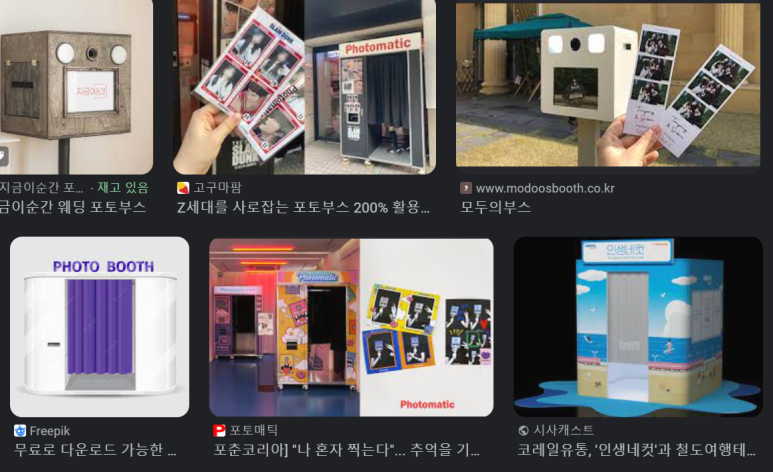 지금이순간
SLAM DUNK
Photomatic
THE
SLAM
DUNK
지금이순간 포... · 재고 있음
금이순간 웨딩 포토부스
고구마팜
Z세대를 사로잡는 포토부스 200% 활용...
www.modoosbooth.co.kr
모두의부스
PHOTO BOOTH
Photomatic
Photomatic
인생네컷
Freepik
무료로 다운로드 가능한 ...
포토매틱
포춘코리아] "나 혼자 찍는다"... 추억을 기...
시사캐스트
코레일유통, '인생네컷'과 철도여행테...